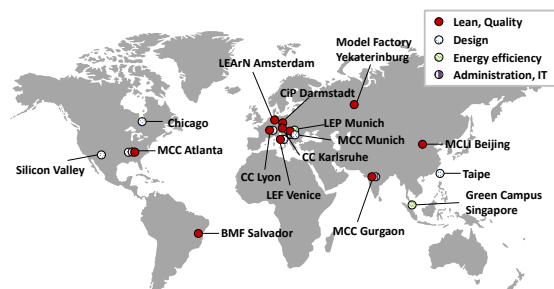 Lean, Quality
Design
Energy efficiency
Administration, IT
Model Factory
Yekaterinburg
LEArN Amsterdam
CiP Darmstadt
Chicago
LEP Munich
MCC Munich
MCC Atlanta
MCLI Beijing
CC Karlsruhe
Silicon Valley
CC Lyon
Taipe
LEF Venice
Green Campus
Singapore
BMF Salvador
MCC Gurgaon